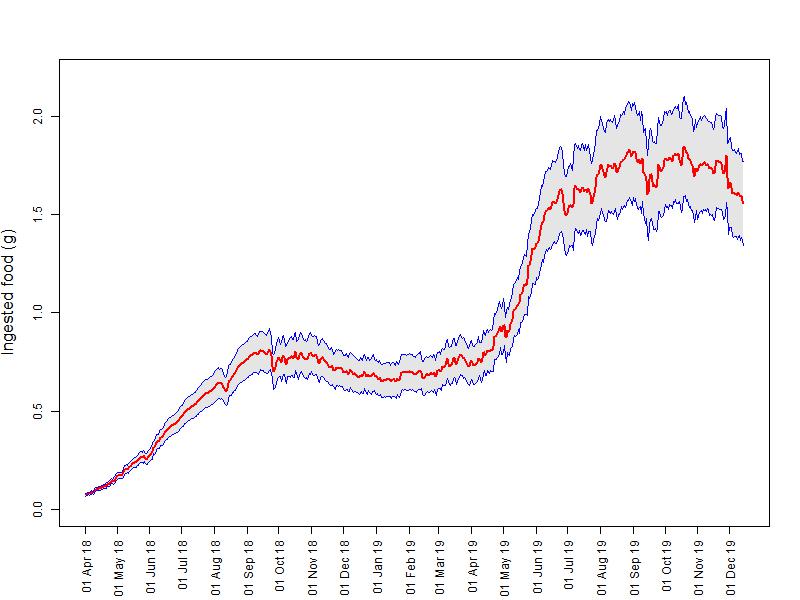 Ingested food (g)
2.0
1.5
1.0
0.5
0.0
01 Apr 18
01 May 18
01 Jun 18
01 Jul 18
01 Aug 18
01 Sep 18
01 Oct 18
01 Nov 18
01 Dec 18
01 Jan 19
01 Feb 19
01 Mar 19
01 Apr 19
01 May 19
01 Jun 19
01 Jul 19
01 Aug 19
01 Sep 19
01 Oct 19
01 Nov 19
01 Dec 19